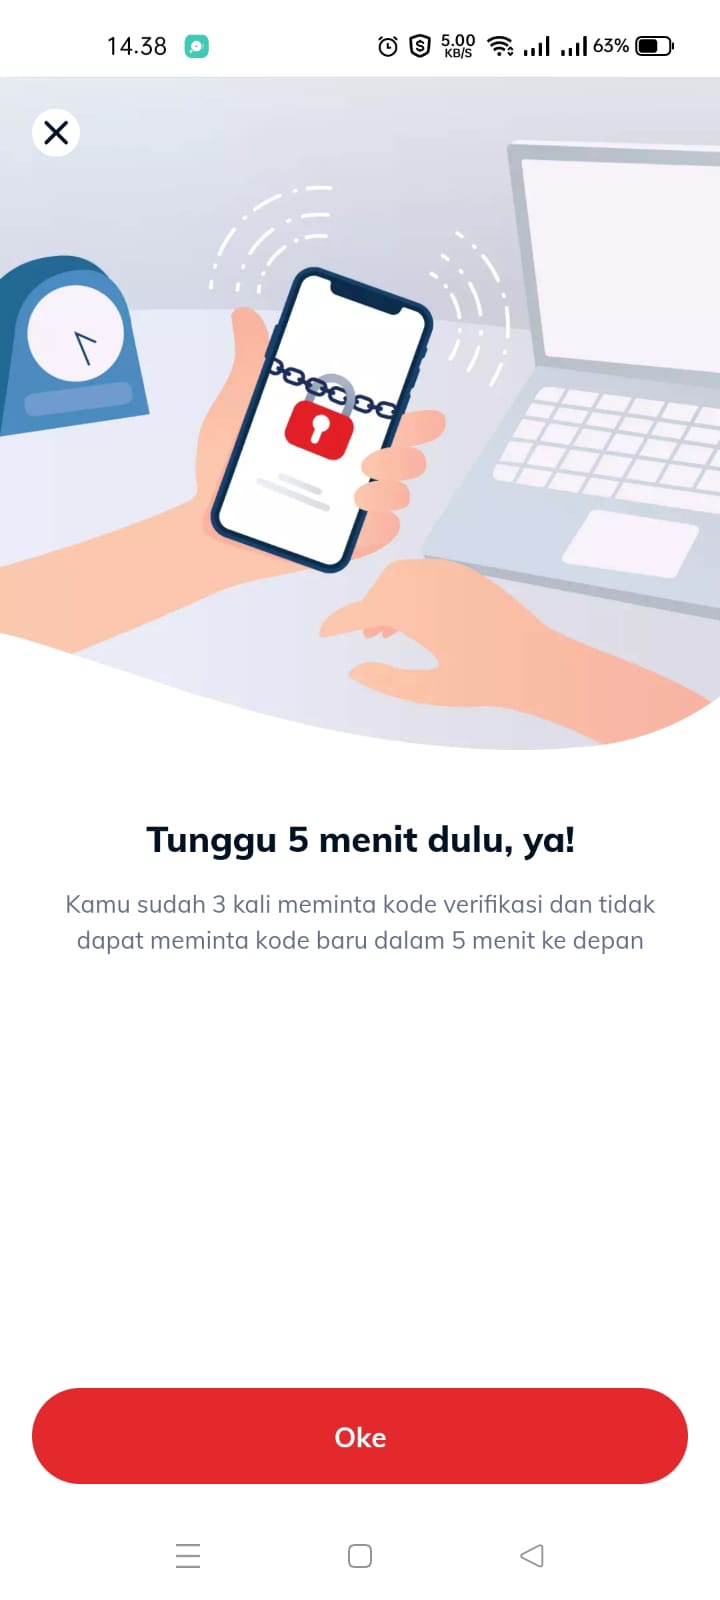 14.38
5.00
KB/S
63%
Tunggu 5 menit dulu, ya!
Kamu sudah 3 kali meminta kode verifikasi dan tidak
dapat meminta kode baru dalam 5 menit ke depan
Oke